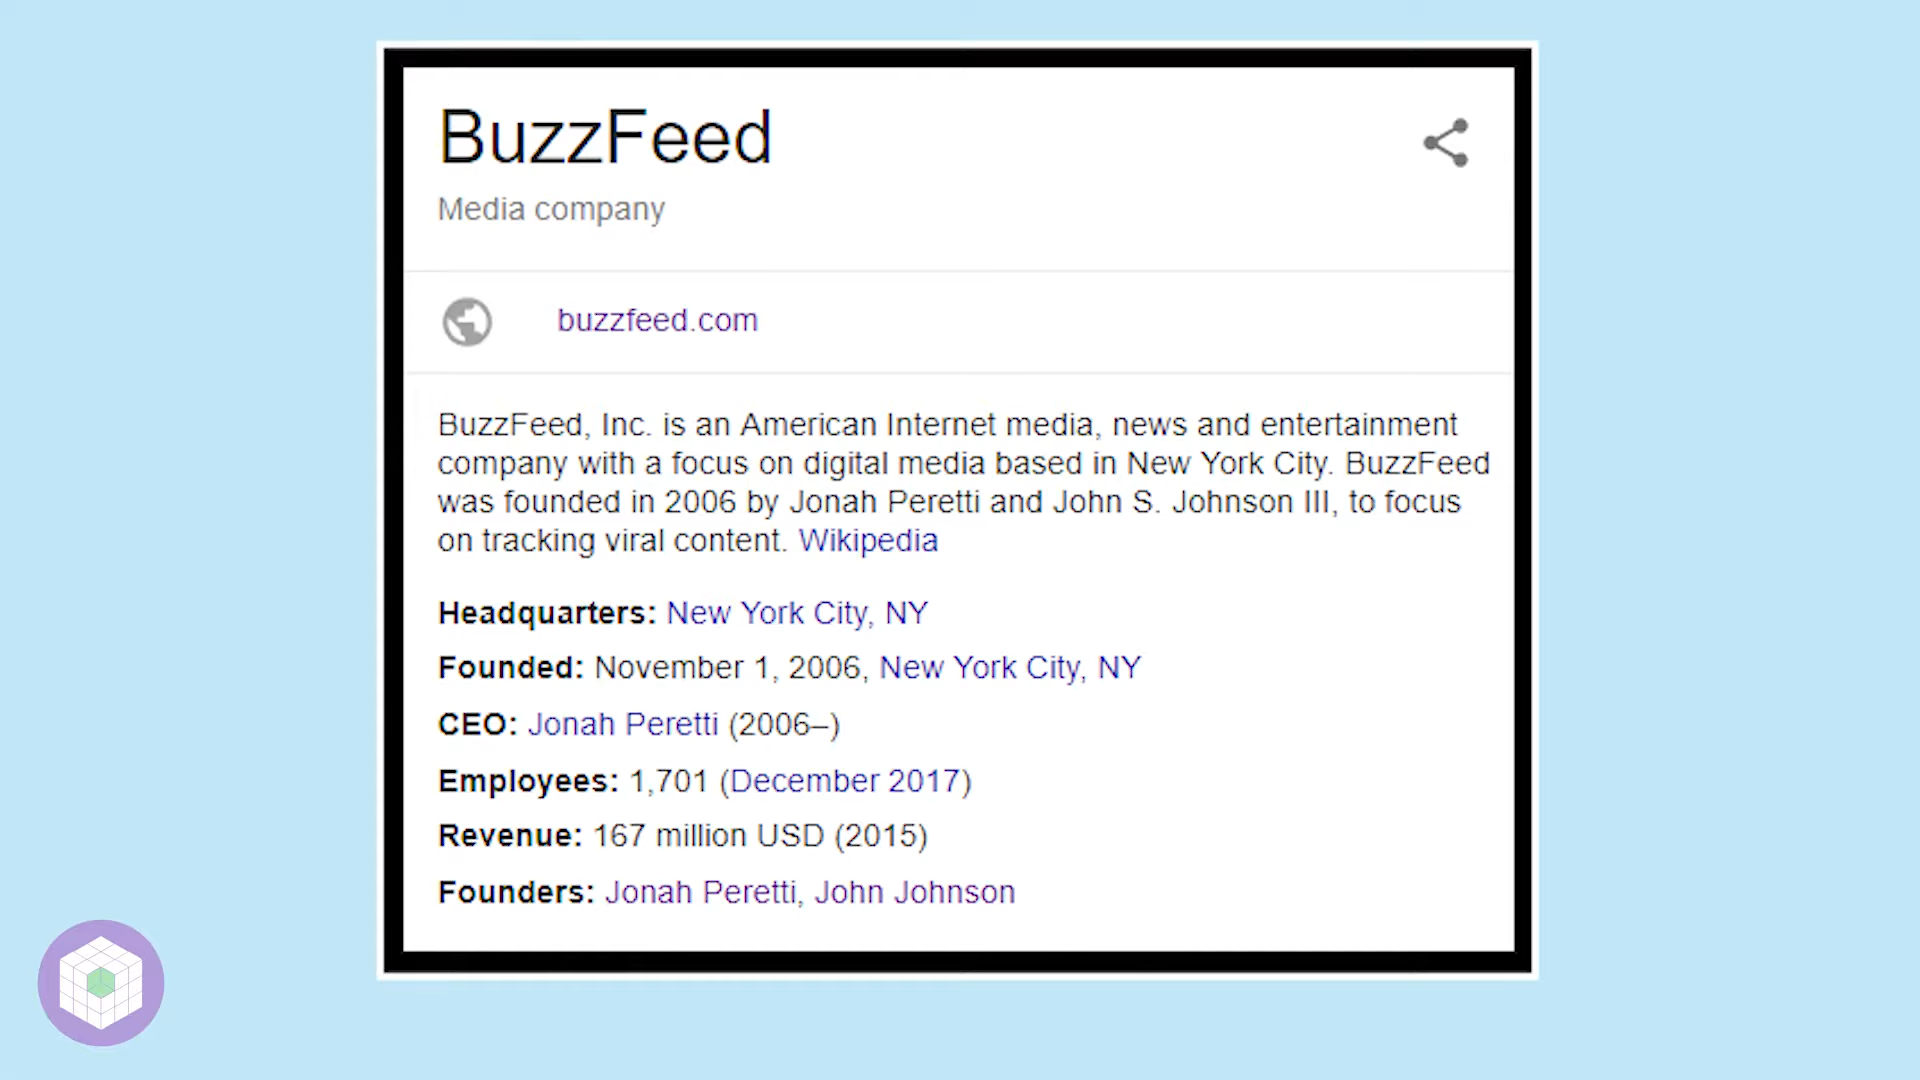 BuzzFeed
Media company
buzzfeed.com
BuzzFeed, Inc. is an American Internet media, news and entertainment
company with a focus on digital media based in New York City. BuzzFeed
was founded in 2006 by Jonah Peretti and John S. Johnson III, to focus
on tracking viral content. Wikipedia
Headquarters: New York City, NY
Founded: November 1, 2006, New York City, NY
CEO: Jonah Peretti (2006–)
Employees: 1,701 (December 2017)
Revenue: 167 million USD (2015)
Founders: Jonah Peretti, John Johnson